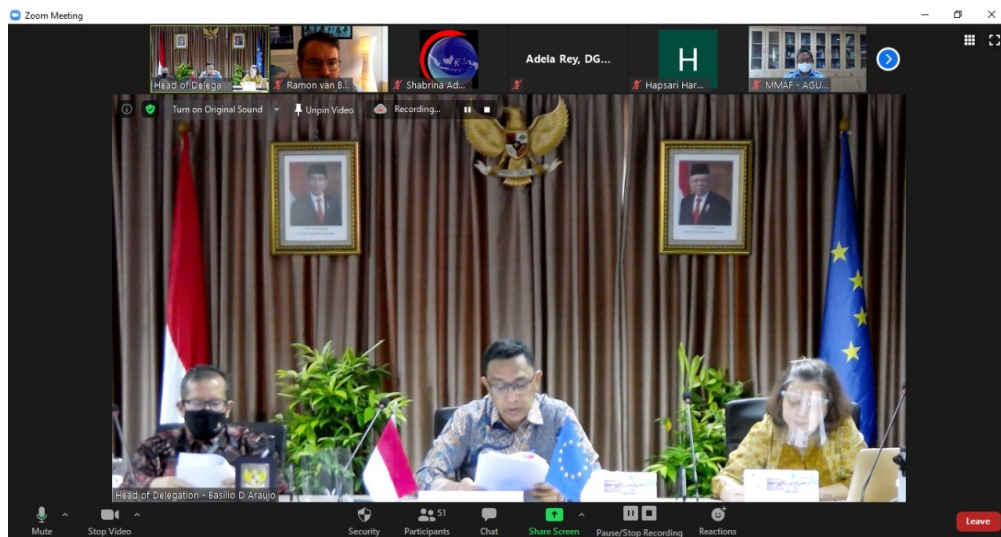 Zoom Meeting
Head of Delega
Ramon van B...
Shabrina Ad...
Adela Rey, DG...
H
Hapsari Har...
MMAF - AGU...
Turn on Original Sound
Unpin Video
Recording...
Head of Delegation - Basilio D Araujo
Mute
Stop Video
Security
51
Participants
Chat
Share Screen
Pause/Stop Recording
Reactions
Leave